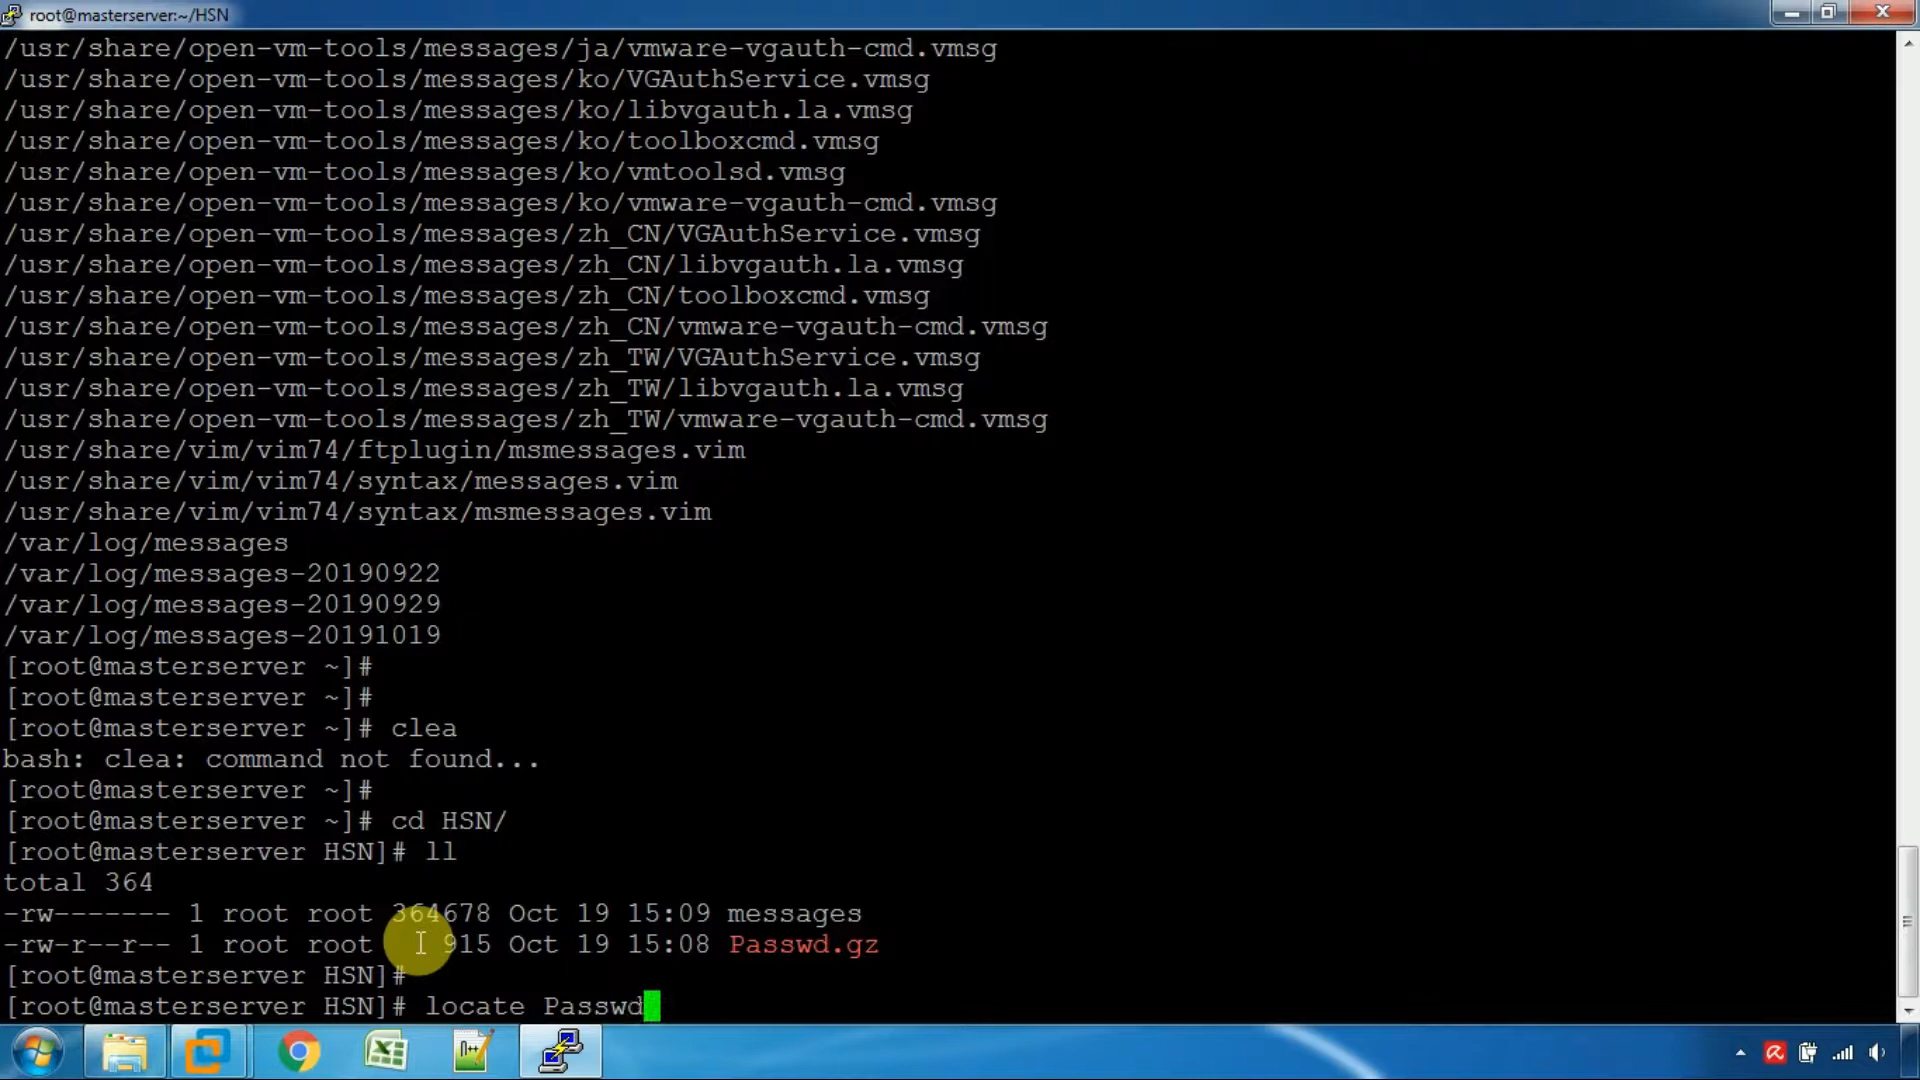 root@masterserver:~/HSN
/usr/share/open-vm-tools/messages/ja/vmware-vgauth-cmd.vmsg
/usr/share/open-vm-tools/messages/ko/VGAuthService.vmsg
/usr/share/open-vm-tools/messages/ko/libvgauth.la.vmsg
/usr/share/open-vm-tools/messages/ko/toolboxcmd.vmsg
/usr/share/open-vm-tools/messages/ko/vmtoolsd.vmsg
/usr/share/open-vm-tools/messages/ko/vmware-vgauth-cmd.vmsg
/usr/share/open-vm-tools/messages/zh_CN/VGAuthService.vmsg
/usr/share/open-vm-tools/messages/zh_CN/libvgauth.la.vmsg
/usr/share/open-vm-tools/messages/zh_CN/toolboxcmd.vmsg
/usr/share/open-vm-tools/messages/zh_CN/vmware-vgauth-cmd.vmsg
/usr/share/open-vm-tools/messages/zh_TW/VGAuthService.vmsg
/usr/share/open-vm-tools/messages/zh_TW/libvgauth.la.vmsg
/usr/share/open-vm-tools/messages/zh_TW/vmware-vgauth-cmd.vmsg
/usr/share/vim/vim74/ftplugin/msmessages.vim
/usr/share/vim/vim74/syntax/messages.vim
/usr/share/vim/vim74/syntax/msmessages.vim
/var/log/messages
/var/log/messages-20190922
/var/log/messages-20190929
/var/log/messages-20191019
[root@masterserver ~]#
[root@masterserver ~]#
[root@masterserver ~]# clea
bash: clea: command not found...
[root@masterserver ~]#
[root@masterserver ~]# cd HSN/
[root@masterserver HSN]# ll
total 364
-rw------- 1 root root 364678 Oct 19 15:09 messages
-rw-r--r-- 1 root root 915 Oct 19 15:08 Passwd.gz
[root@masterserver HSN]#
[root@masterserver HSN]# locate Passwd